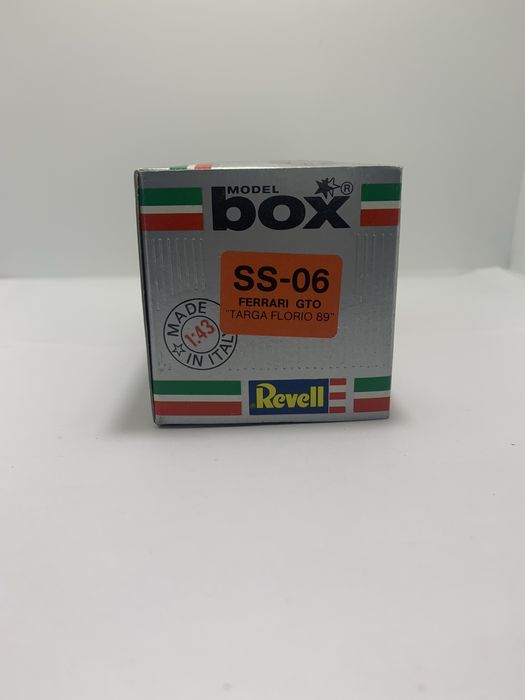 MODEL
box®
SS-06
FERRARI GTO
"TARGA FLORIO 89"
MADE
1:43
IN ITAL
Revell